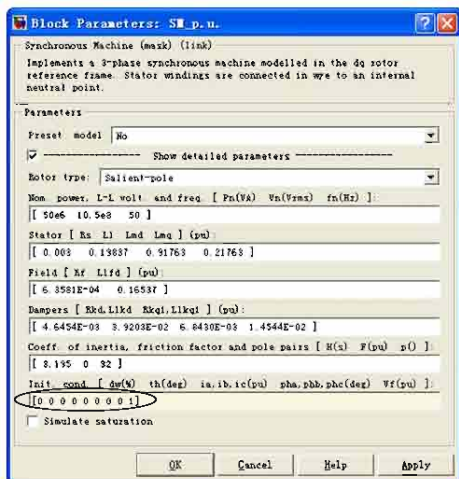 Block Parameters: SM_p.u.
Synchronous Machine (mask) (link)
Implements a 3-phase synchronous machine modelled in the dq rotor
reference frame. Stator windings are connected in wye to an internal
neutral point.
Parameters
Preset model No
Show detailed parameters
Rotor type: Salient-pole
Nom. power, L-L volt. and freq. [ Pn(VA) Vn(Vrms) fn(Hz) ]:
[ 50e6 10.5e3 50 ]
Stator [ Rs Ll Lmd Lmq ] (pu):
[ 0.003 0.19837 0.91763 0.21763 ]
Field [ Rf Llfd ] (pu):
[ 6.3581E-04 0.16537 ]
Dampers [ Rkd,Llkd Rkq1,Llkq1 ] (pu):
[ 4.6454E-03 3.9203E-02 6.8430E-03 1.4544E-02 ]
Coeff. of inertia, friction factor and pole pairs [ H(s) F(pu) p() ]:
[ 3.195 0 32 ]
Init. cond. [ dw(%) th(deg) ia,ib,ic(pu) pha,phb,phc(deg) Vf(pu) ]:
[0 0 0 0 0 0 0 0 1]
Simulate saturation
OK Cancel Help Apply